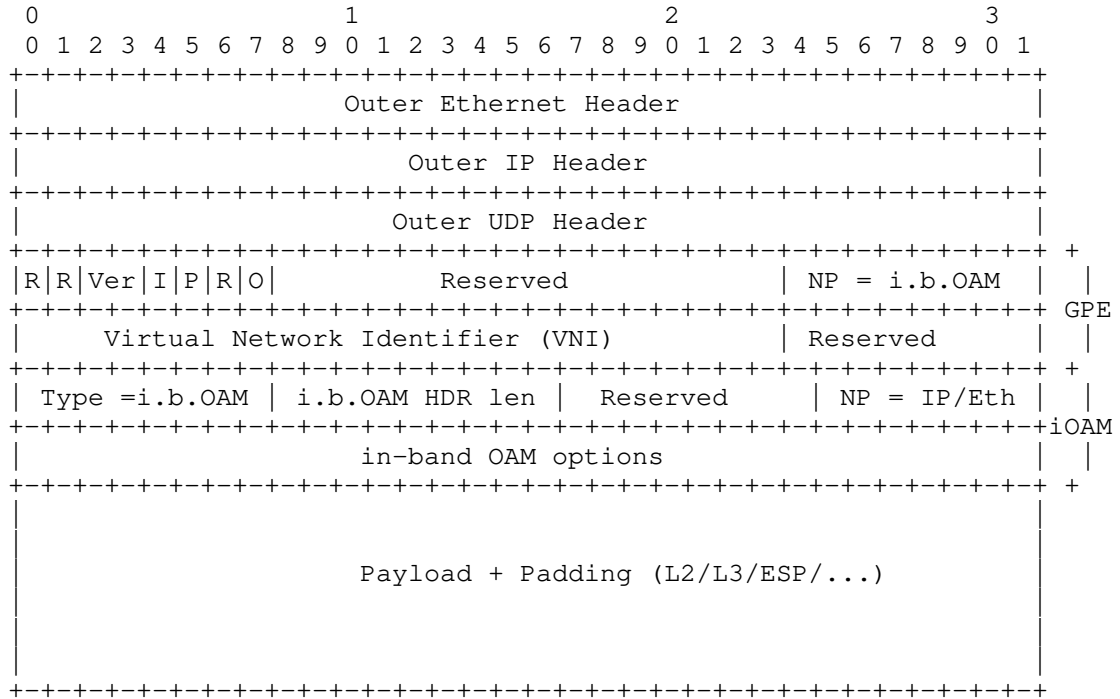 0                   1                   2                   3
 0 1 2 3 4 5 6 7 8 9 0 1 2 3 4 5 6 7 8 9 0 1 2 3 4 5 6 7 8 9 0 1
+-+-+-+-+-+-+-+-+-+-+-+-+-+-+-+-+-+-+-+-+-+-+-+-+-+-+-+-+-+-+-+-+
|                    Outer Ethernet Header                      |
+-+-+-+-+-+-+-+-+-+-+-+-+-+-+-+-+-+-+-+-+-+-+-+-+-+-+-+-+-+-+-+-+
|                        Outer IP Header                        |
+-+-+-+-+-+-+-+-+-+-+-+-+-+-+-+-+-+-+-+-+-+-+-+-+-+-+-+-+-+-+-+-+
|                       Outer UDP Header                        |
+-+-+-+-+-+-+-+-+-+-+-+-+-+-+-+-+-+-+-+-+-+-+-+-+-+-+-+-+-+-+-+-+ +
|R|R|Ver|I|P|R|O|          Reserved             | NP = i.b.OAM  |  |
+-+-+-+-+-+-+-+-+-+-+-+-+-+-+-+-+-+-+-+-+-+-+-+-+-+-+-+-+-+-+-+-+ GPE
|     Virtual Network Identifier (VNI)          | Reserved      |  |
+-+-+-+-+-+-+-+-+-+-+-+-+-+-+-+-+-+-+-+-+-+-+-+-+-+-+-+-+-+-+-+-+ +
| Type =i.b.OAM | i.b.OAM HDR len |  Reserved     | NP = IP/Eth |  |
+-+-+-+-+-+-+-+-+-+-+-+-+-+-+-+-+-+-+-+-+-+-+-+-+-+-+-+-+-+-+-+-+iOAM
|                     in-band OAM options                       |  |
+-+-+-+-+-+-+-+-+-+-+-+-+-+-+-+-+-+-+-+-+-+-+-+-+-+-+-+-+-+-+-+-+ +
|                                                               |
|                                                               |
|                     Payload + Padding (L2/L3/ESP/...)         |
|                                                               |
|                                                               |
|                                                               |
+-+-+-+-+-+-+-+-+-+-+-+-+-+-+-+-+-+-+-+-+-+-+-+-+-+-+-+-+-+-+-+-+